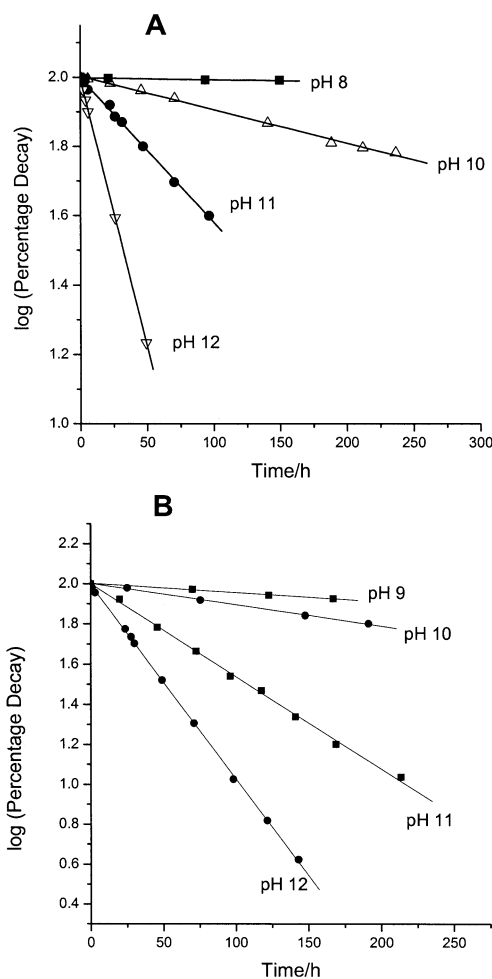 A
2.0
1.8
1.6
1.4
1.2
1.0
log (Percentage Decay)
pH 8
pH 10
pH 11
pH 12
0 50 100 150 200 250 300
Time/h
B
2.2
2.0
1.8
1.6
1.4
1.2
1.0
0.8
0.6
0.4
log (Percentage Decay)
pH 9
pH 10
pH 11
pH 12
0 50 100 150 200 250
Time/h